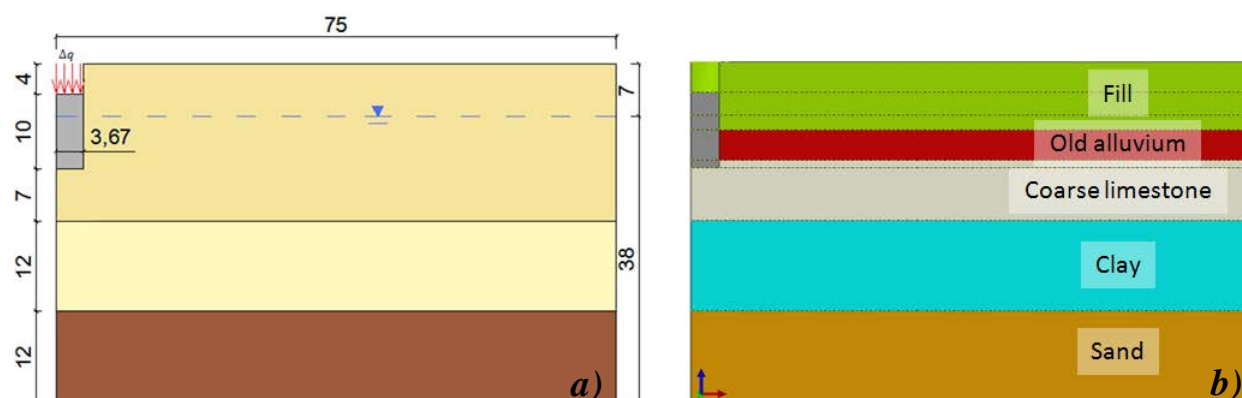 75
Δq
4
10
7
12
12
3,67
7
38
a)
Fill
Old alluvium
Coarse limestone
Clay
Sand
b)